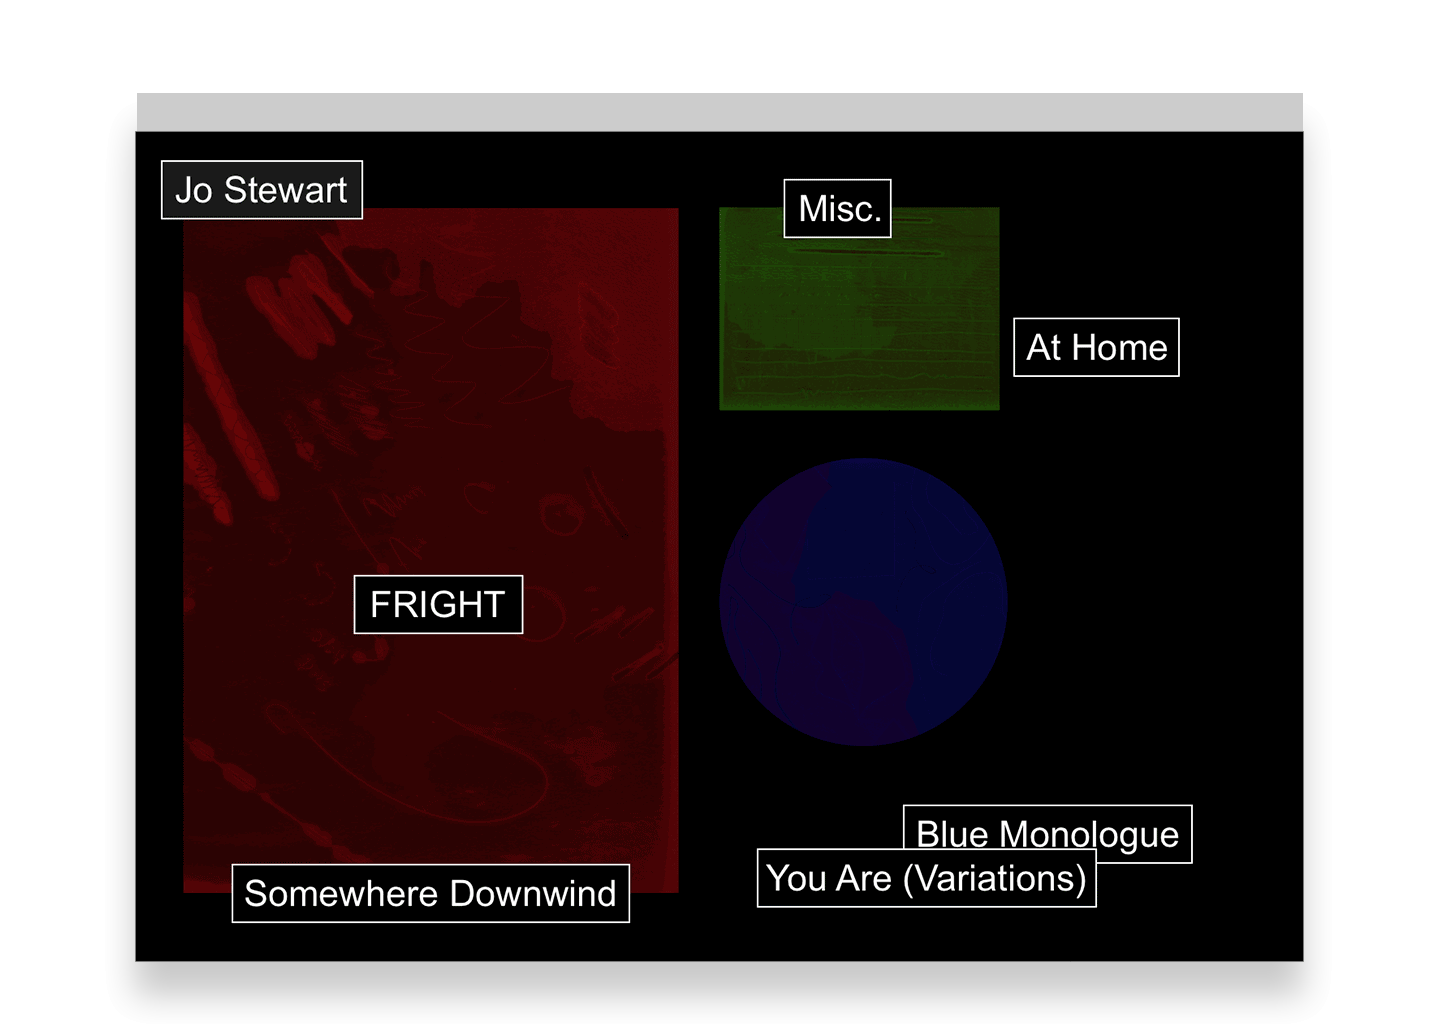 Jo Stewart
Misc.
At Home
FRIGHT
Blue Monologue
You Are (Variations)
Somewhere Downwind